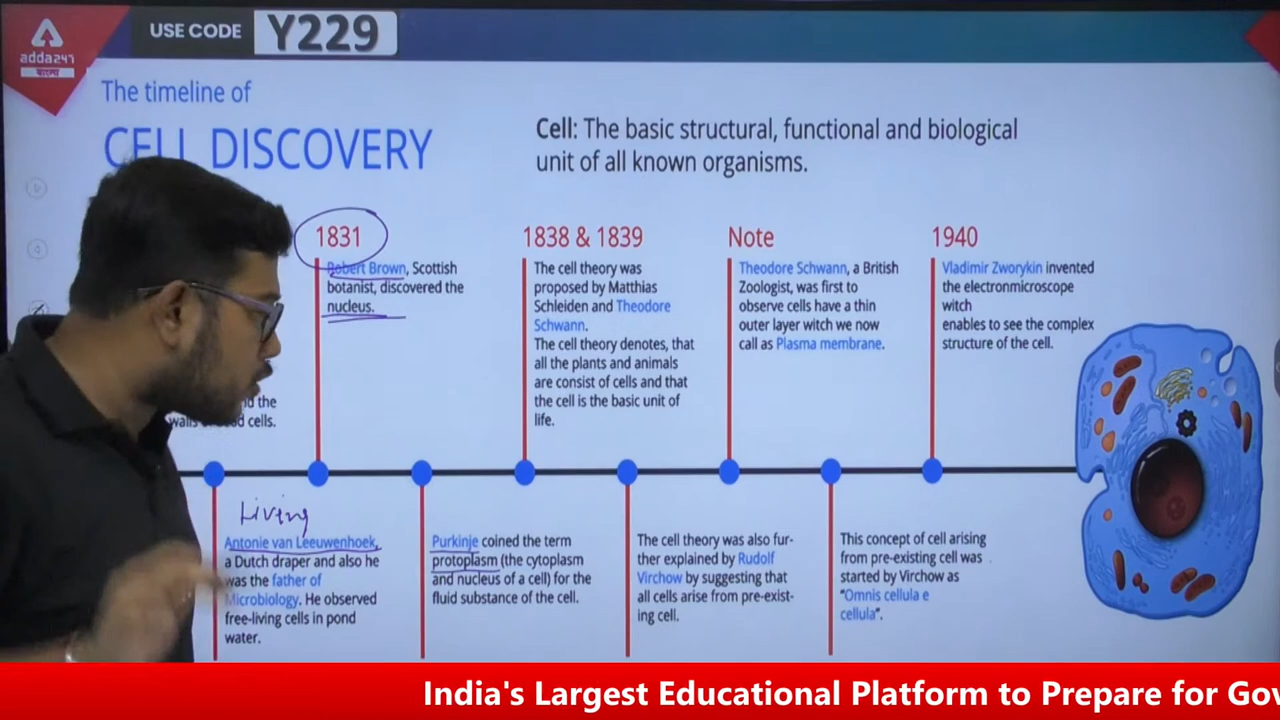 adda247
বাংলা
USE CODE
Y229
The timeline of
CELL DISCOVERY
Cell: The basic structural, functional and biological
unit of all known organisms.
1831
Robert Brown, Scottish
botanist, discovered the
nucleus.
1838 & 1839
The cell theory was
proposed by Matthias
Schleiden and Theodore
Schwann.
The cell theory denotes, that
all the plants and animals
are consist of cells and that
the cell is the basic unit of
life.
Note
Theodore Schwann, a British
Zoologist, was first to
observe cells have a thin
outer layer witch we now
call as Plasma membrane.
1940
Vladimir Zworykin invented
the electronmicroscope
witch
enables to see the complex
structure of the cell.
the
cells.
Living
Antonie van Leeuwenhoek,
a Dutch draper and also he
was the father of
Microbiology. He observed
free-living cells in pond
water.
Purkinje coined the term
protoplasm (the cytoplasm
and nucleus of a cell) for the
fluid substance of the cell.
The cell theory was also fur-
ther explained by Rudolf
Virchow by suggesting that
all cells arise from pre-exist-
ing cell.
This concept of cell arising
from pre-existing cell was
started by Virchow as
"Omnis cellula e
cellula".
India's Largest Educational Platform to Prepare for Gov